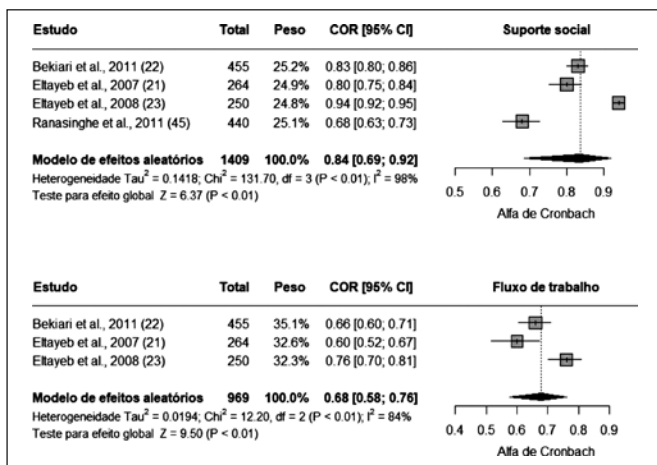 Estudo Total Peso COR [95% CI] Suporte social
Bekiari et al., 2011 (22) 455 25.2% 0.83 [0.80; 0.86]
Eltayeb et al., 2007 (21) 264 24.9% 0.80 [0.75; 0.84]
Eltayeb et al., 2008 (23) 250 24.8% 0.94 [0.92; 0.95]
Ranasinghe et al., 2011 (45) 440 25.1% 0.68 [0.63; 0.73]
Modelo de efeitos aleatórios 1409 100.0% 0.84 [0.69; 0.92]
Heterogeneidade Tau² = 0.1418; Chi² = 131.70, df = 3 (P < 0.01); I² = 98%
Teste para efeito global Z = 6.37 (P < 0.01)
0.5 0.6 0.7 0.8 0.9
Alfa de Cronbach
Estudo Total Peso COR [95% CI] Fluxo de trabalho
Bekiari et al., 2011 (22) 455 35.1% 0.66 [0.60; 0.71]
Eltayeb et al., 2007 (21) 264 32.6% 0.60 [0.52; 0.67]
Eltayeb et al., 2008 (23) 250 32.3% 0.76 [0.70; 0.81]
Modelo de efeitos aleatórios 969 100.0% 0.68 [0.58; 0.76]
Heterogeneidade Tau² = 0.0194; Chi² = 12.20, df = 2 (P < 0.01); I² = 84%
Teste para efeito global Z = 9.50 (P < 0.01)
0.4 0.5 0.6 0.7 0.8 0.9
Alfa de Cronbach